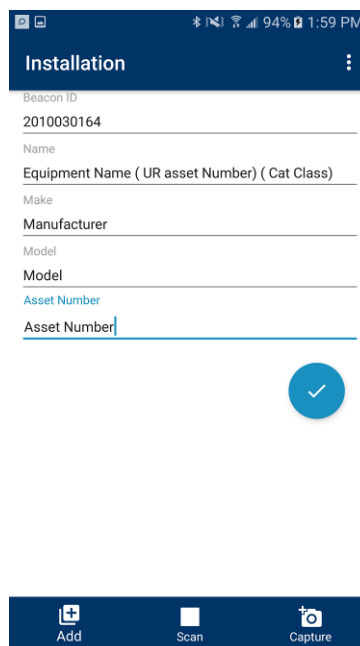 94% 1:59 PM
Installation
Beacon ID
2010030164
Name
Equipment Name ( UR asset Number) ( Cat Class)
Make
Manufacturer
Model
Model
Asset Number
Asset Number
Add Scan Capture